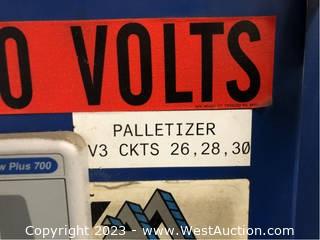 0 VOLTS
PALLETIZER
V3 CKTS 26,28,30
w Plus 700
Copyright © 2023 - www.WestAuction.com